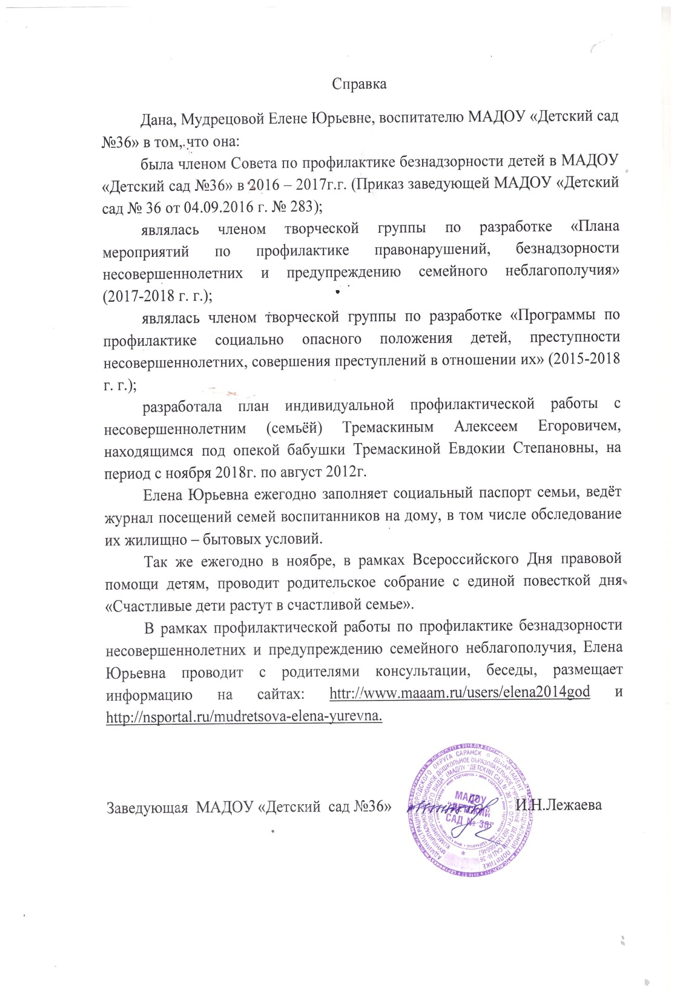 Справка
Дана, Мудрецовой Елене Юрьевне, воспитателю МАДОУ «Детский сад
№36» в том, что она:
была членом Совета по профилактике безнадзорности детей в МАДОУ
«Детский сад №36» в 2016 – 2017г.г. (Приказ заведующей МАДОУ «Детский
сад № 36 от 04.09.2016 г. № 283);
являлась членом творческой группы по разработке «Плана
мероприятий по профилактике правонарушений, безнадзорности
несовершеннолетних и предупреждению семейного неблагополучия»
(2017-2018 г. г.);
являлась членом творческой группы по разработке «Программы по
профилактике социально опасного положения детей, преступности
несовершеннолетних, совершения преступлений в отношении их» (2015-2018
г. г.);
разработала план индивидуальной профилактической работы с
несовершеннолетним (семьёй) Тремаскиным Алексеем Егоровичем,
находящимся под опекой бабушки Тремаскиной Евдокии Степановны, на
период с ноября 2018г. по август 2012г.
Елена Юрьевна ежегодно заполняет социальный паспорт семьи, ведёт
журнал посещений семей воспитанников на дому, в том числе обследование
их жилищно – бытовых условий.
Так же ежегодно в ноябре, в рамках Всероссийского Дня правовой
помощи детям, проводит родительское собрание с единой повесткой дня
«Счастливые дети растут в счастливой семье».
В рамках профилактической работы по профилактике безнадзорности
несовершеннолетних и предупреждению семейного неблагополучия, Елена
Юрьевна проводит с родителями консультации, беседы, размещает
информацию на сайтах: httr://www.maaam.ru/users/elena2014god и
http://nsportal.ru/mudretsova-elena-yurevna.
Заведующая МАДОУ «Детский сад №36» И.Н.Лежаева
МАДОУ
"ДЕТСКИЙ
САД № 36"